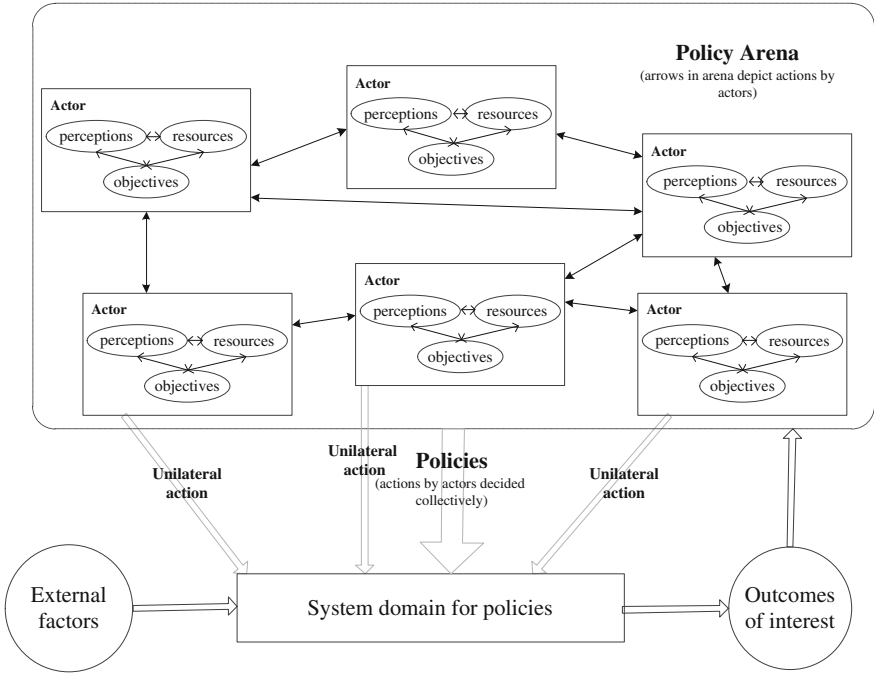 Policy Arena
(arrows in arena depict actions by
actors)
Actor
perceptions
resources
objectives
Actor
perceptions
resources
objectives
Actor
perceptions
resources
objectives
Actor
perceptions
resources
objectives
Actor
perceptions
resources
objectives
Actor
perceptions
resources
objectives
Unilateral
action
Unilateral
action
Policies
(actions by actors decided
collectively)
Unilateral
action
External
factors
System domain for policies
Outcomes
of interest